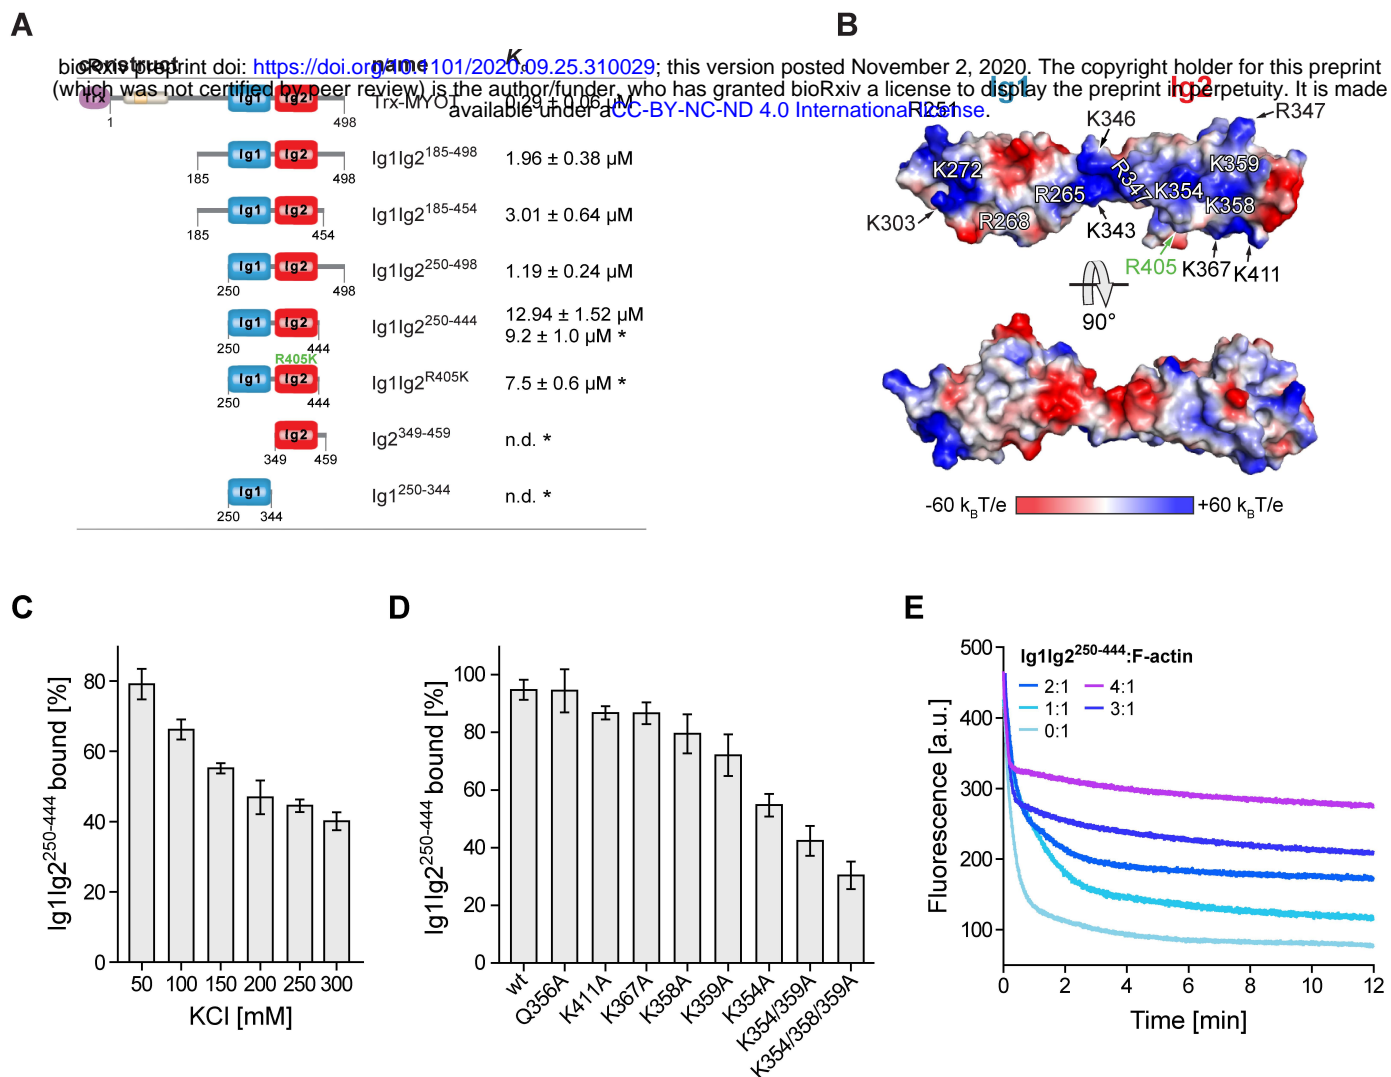 A
B
construct name K
bioRxiv preprint doi: https://doi.org/10.1101/2020.09.25.310029; this version posted November 2, 2020. The copyright holder for this preprint
(which was not certified by peer review) is the author/funder, who has granted bioRxiv a license to display the preprint in perpetuity. It is made
available under aCC-BY-NC-ND 4.0 International license.
Trx Ig1 Ig2 Trx-MYOT 0.29 ± 0.06 µM
1 498
Ig1 Ig2 Ig1Ig2185-498 1.96 ± 0.38 µM
185 498
Ig1 Ig2 Ig1Ig2185-454 3.01 ± 0.64 µM
185 454
Ig1 Ig2 Ig1Ig2250-498 1.19 ± 0.24 µM
250 498
Ig1 Ig2 Ig1Ig2250-444 12.94 ± 1.52 µM
9.2 ± 1.0 µM *
250 444
R405K
Ig1 Ig2 Ig1Ig2R405K 7.5 ± 0.6 µM *
250 444
Ig2 Ig2349-459 n.d. *
349 459
Ig1 Ig1250-344 n.d. *
250 344
Ig1 Ig2
R251
K346
R347
K272
K359
R347
K354
R265
K358
K303
R268
K343
R405
K367
K411
90°
-60 kBT/e +60 kBT/e
C
Ig1Ig2250-444 bound [%]
80
60
40
20
0
50 100 150 200 250 300
KCl [mM]
D
Ig1Ig2250-444 bound [%]
100
80
60
40
20
0
wt
Q356A
K411A
K367A
K358A
K359A
K354A
K354/359A
K354/358/359A
E
Fluorescence [a.u.]
500
400
300
200
100
Ig1Ig2250-444:F-actin
2:1 4:1
1:1 3:1
0:1
0 2 4 6 8 10 12
Time [min]